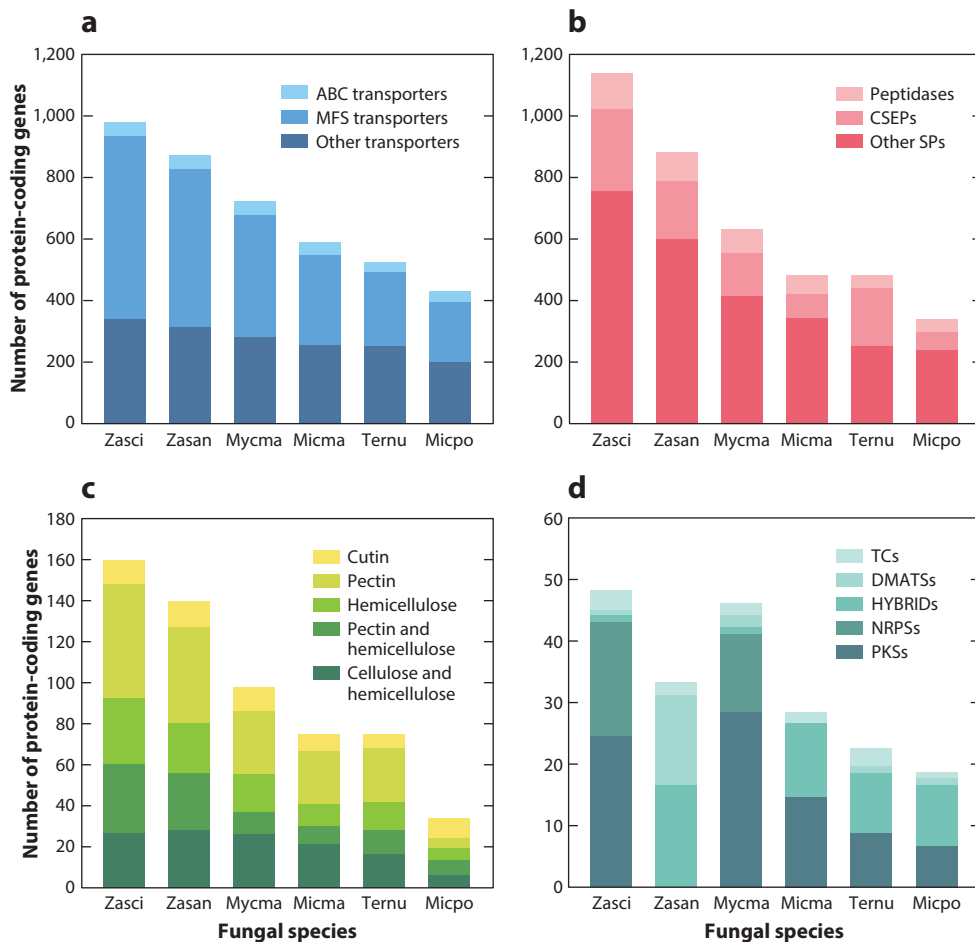 a
Number of protein-coding genes
1,200
1,000
800
600
400
200
0
ABC transporters
MFS transporters
Other transporters
Zasci Zasan Mycma Micma Ternu Micpo
b
1,200
1,000
800
600
400
200
0
Peptidases
CSEPs
Other SPs
Zasci Zasan Mycma Micma Ternu Micpo
c
Number of protein-coding genes
180
160
140
120
100
80
60
40
20
0
Cutin
Pectin
Hemicellulose
Pectin and
hemicellulose
Cellulose and
hemicellulose
Zasci Zasan Mycma Micma Ternu Micpo
Fungal species
d
60
50
40
30
20
10
0
TCs
DMATSs
HYBRIDs
NRPSs
PKSs
Zasci Zasan Mycma Micma Ternu Micpo
Fungal species